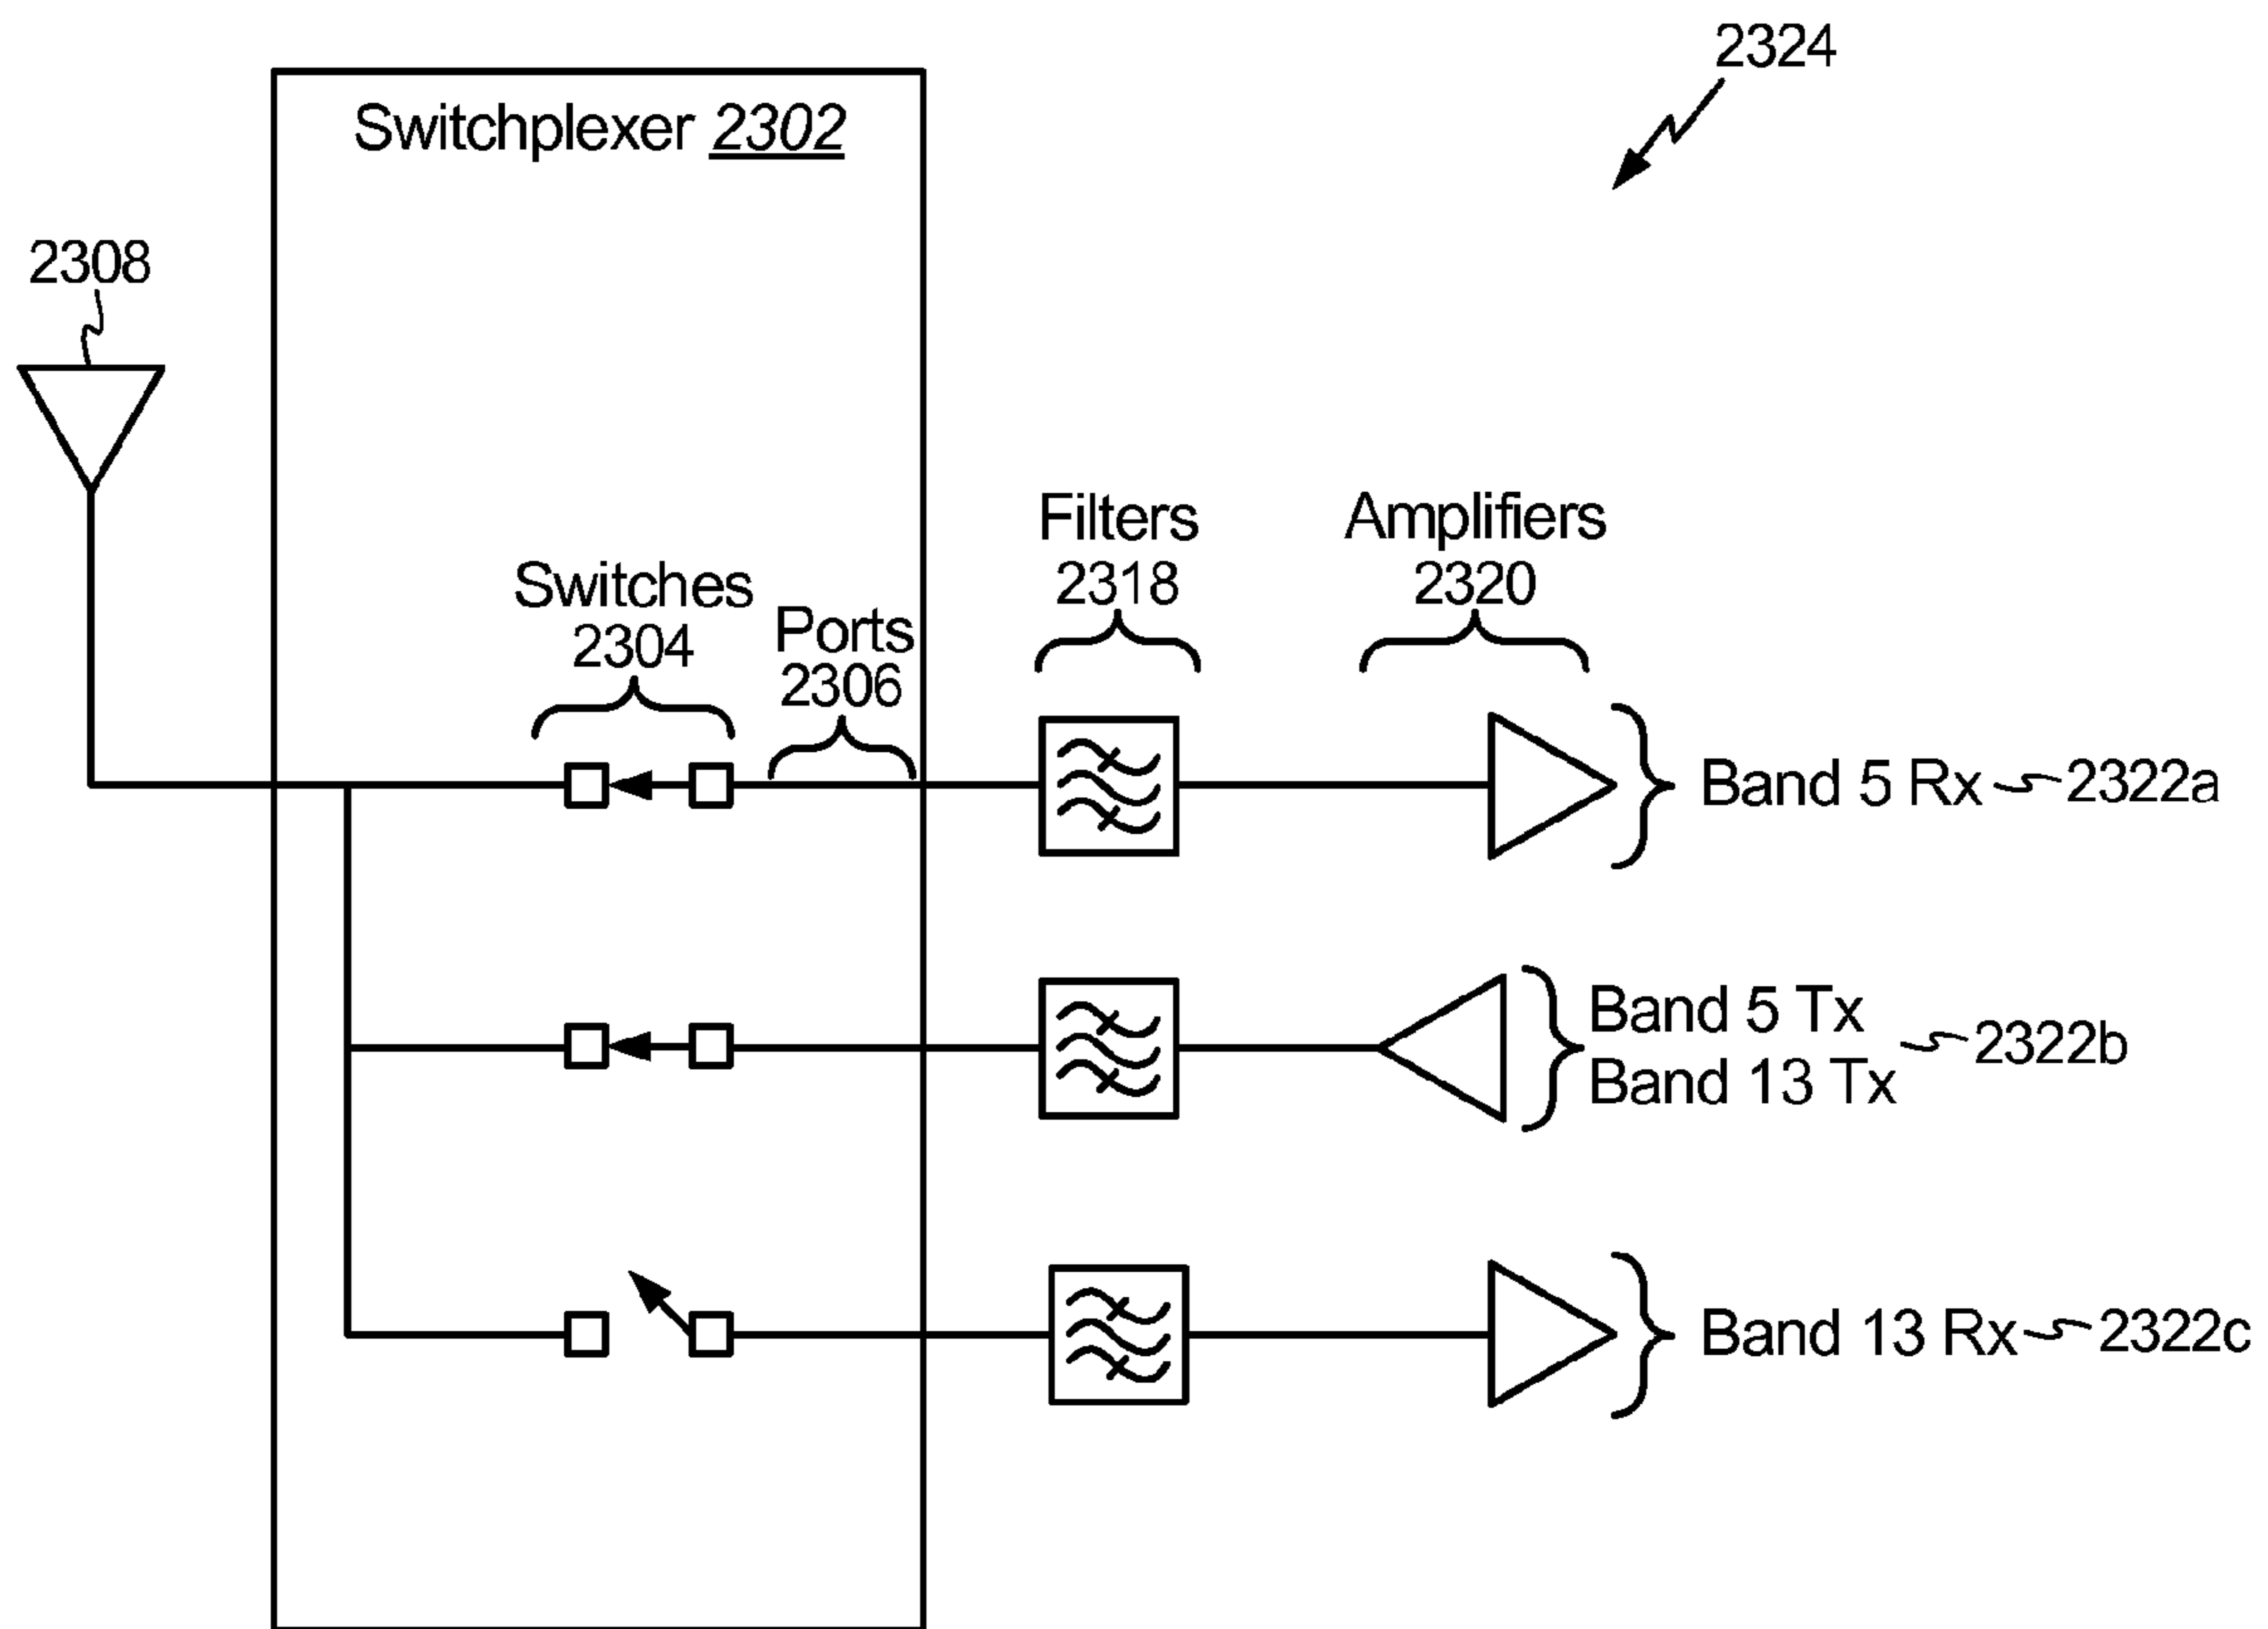 2324
Switchplexer 2302
2308
Filters
2318
Amplifiers
2320
Switches
2304
Ports
2306
Band 5 Rx 2322a
Band 5 Tx
Band 13 Tx
2322b
Band 13 Rx 2322c